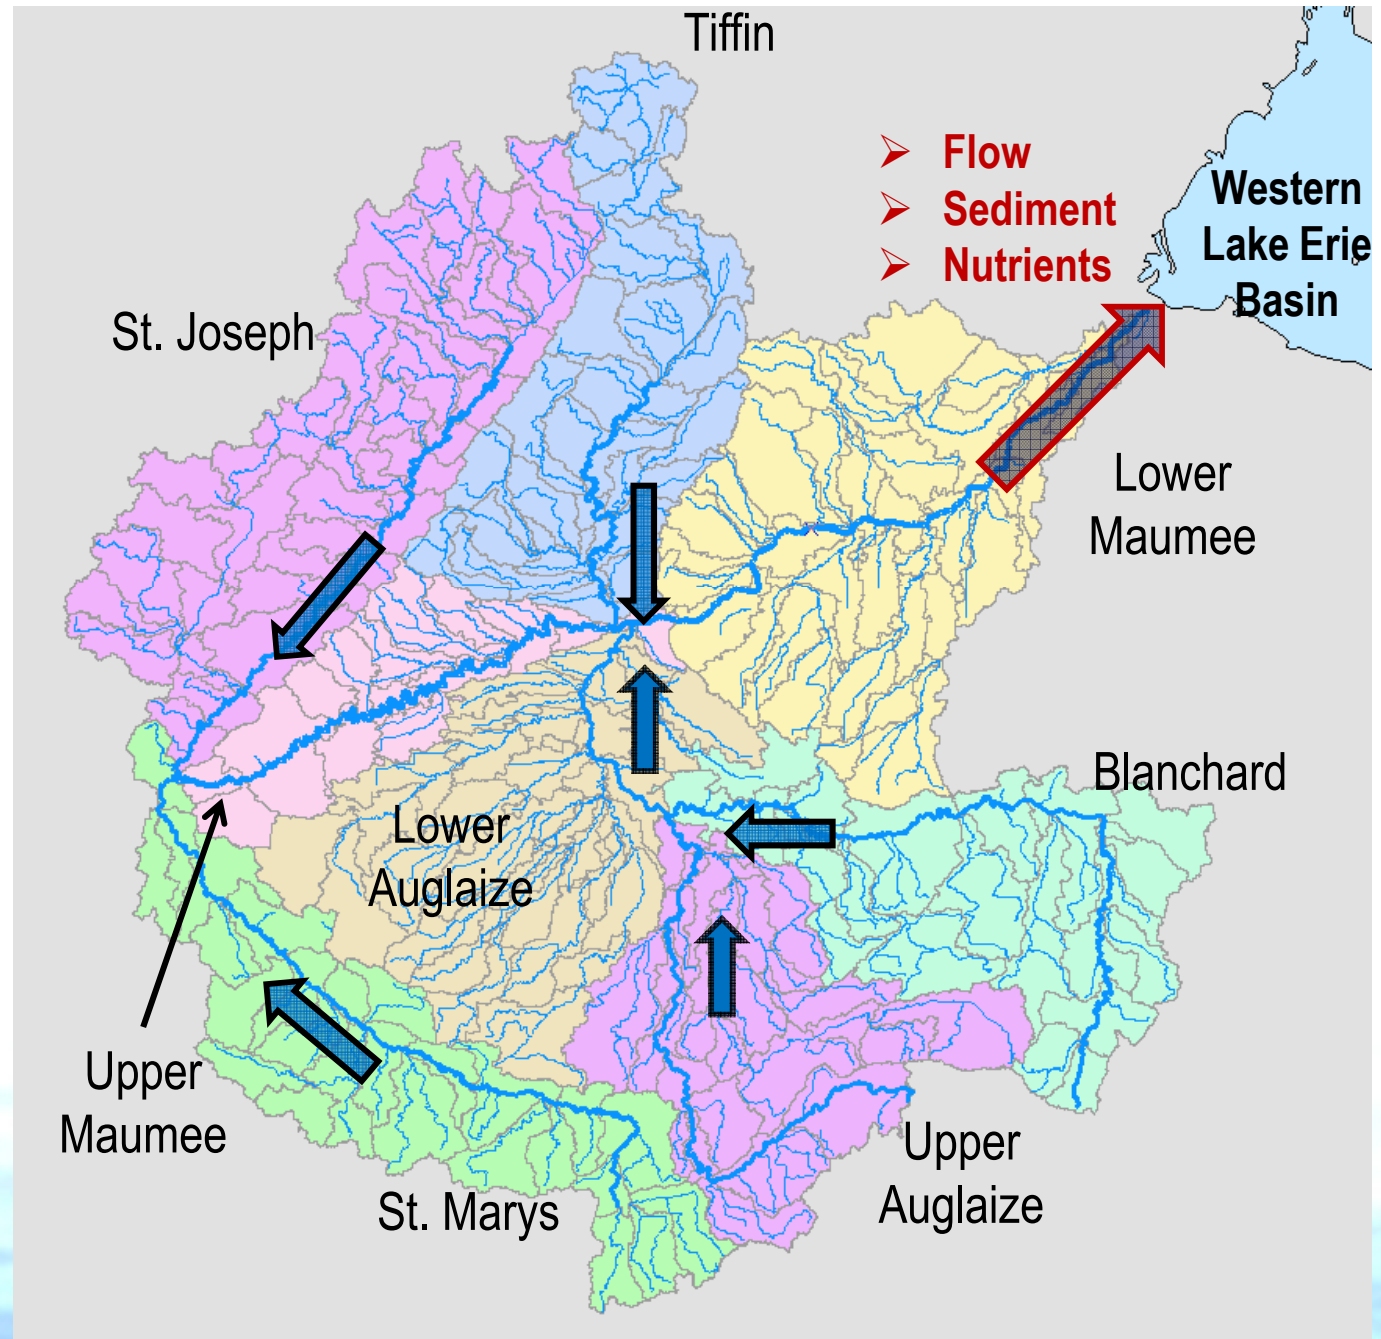 Tiffin
➢ Flow
➢ Sediment
➢ Nutrients
Western
Lake Erie
Basin
St. Joseph
Lower
Maumee
Blanchard
Lower
Auglaize
Upper
Maumee
St. Marys
Upper
Auglaize